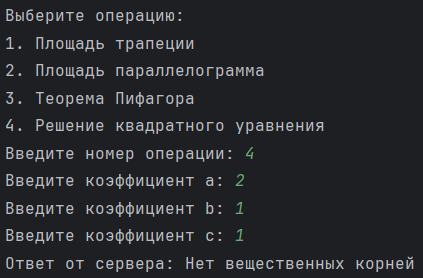 Выберите операцию:
1. Площадь трапеции
2. Площадь параллелограмма
3. Теорема Пифагора
4. Решение квадратного уравнения
Введите номер операции: 4
Введите коэффициент a: 2
Введите коэффициент b: 1
Введите коэффициент c: 1
Ответ от сервера: Нет вещественных корней